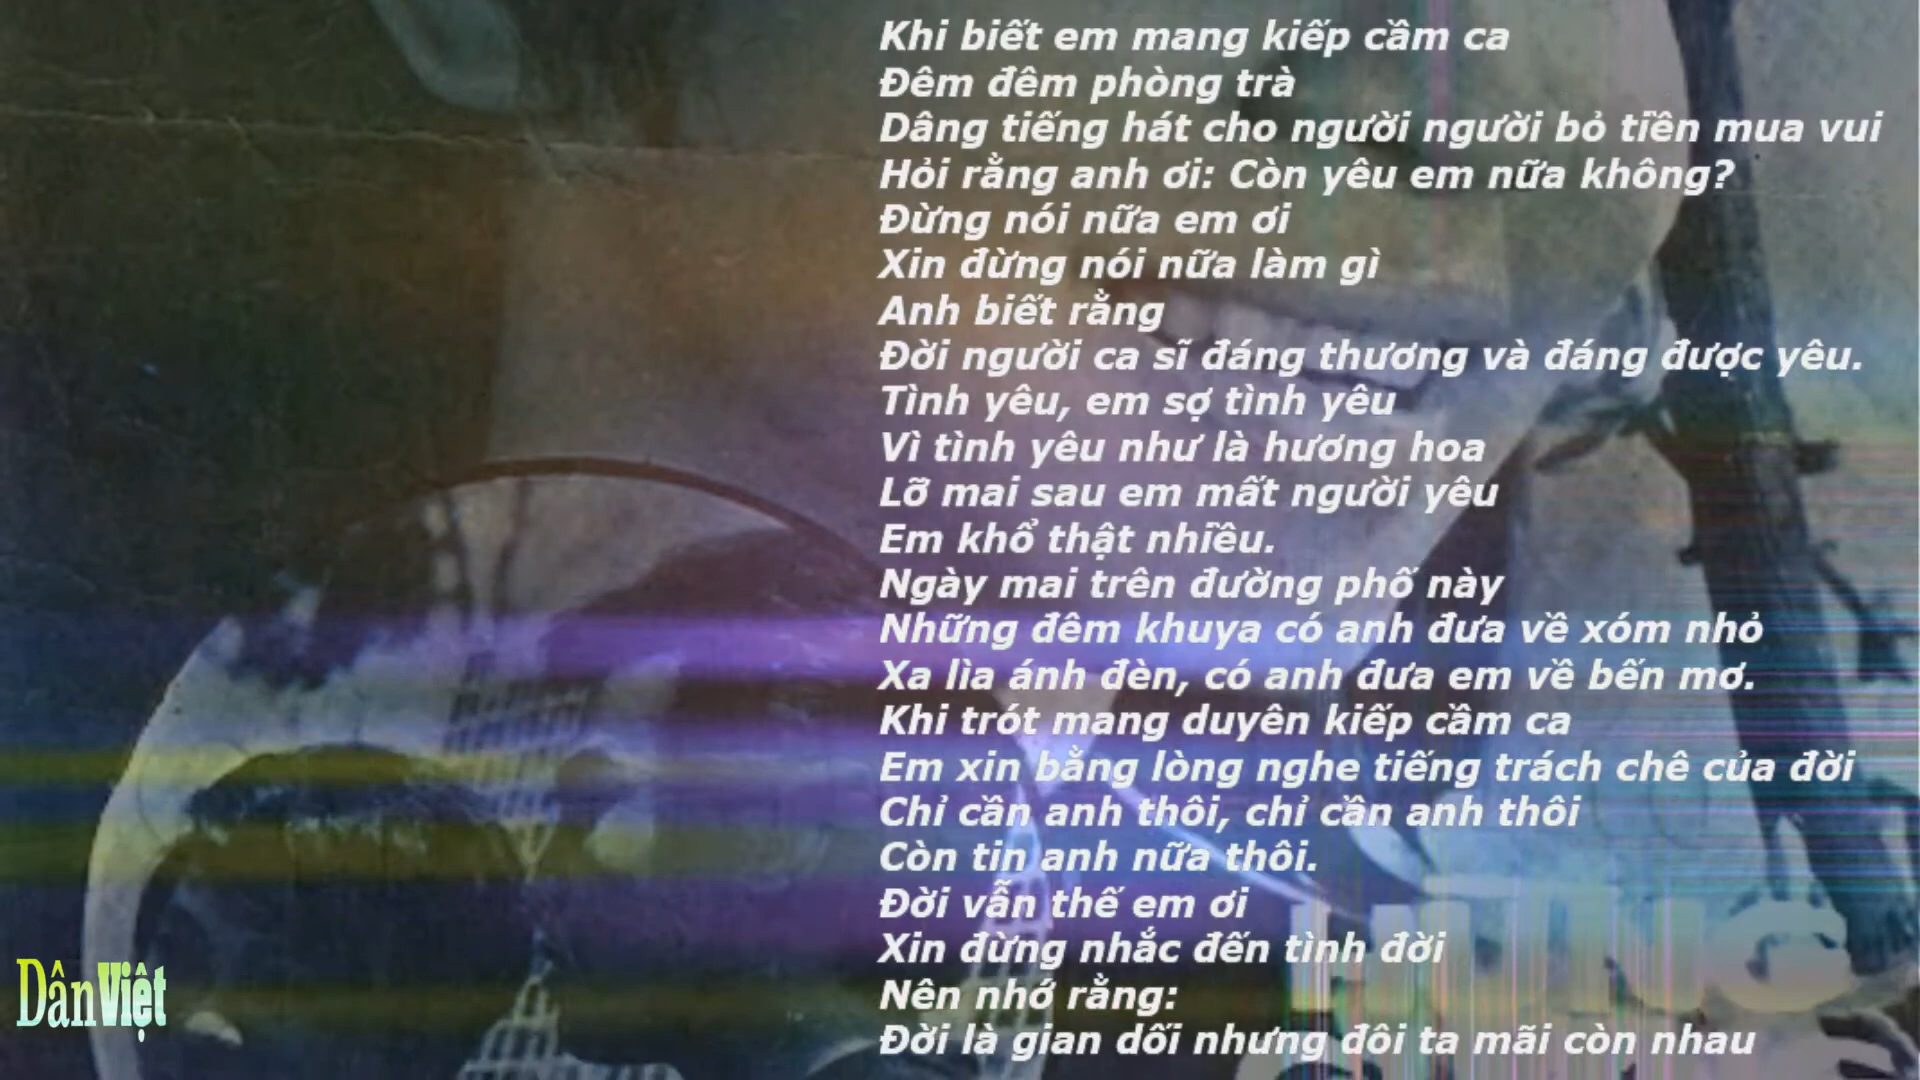 Khi biết em mang kiếp cầm ca
Đêm đêm phòng trà
Dâng tiếng hát cho người người bỏ tiền mua vui
Hỏi rằng anh ơi: Còn yêu em nữa không?
Đừng nói nữa em ơi
Xin đừng nói nữa làm gì
Anh biết rằng
Đời người ca sĩ đáng thương và đáng được yêu.
Tình yêu, em sợ tình yêu
Vì tình yêu như là hương hoa
Lỡ mai sau em mất người yêu
Em khổ thật nhiều.
Ngày mai trên đường phố này
Những đêm khuya có anh đưa về xóm nhỏ
Xa lìa ánh đèn, có anh đưa em về bến mơ.
Khi trót mang duyên kiếp cầm ca
Em xin bằng lòng nghe tiếng trách chê của đời
Chỉ cần anh thôi, chỉ cần anh thôi
Còn tin anh nữa thôi.
Đời vẫn thế em ơi
Xin đừng nhắc đến tình đời
Nên nhớ rằng:
Đời là gian dối nhưng đôi ta mãi còn nhau
Dân Việt